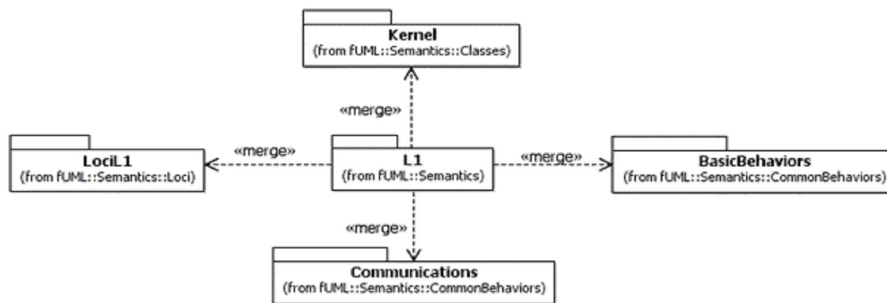 Kernel
(from fUML::Semantics::Classes)
«merge»
«merge»
«merge»
LociL1
(from fUML::Semantics::Loci)
L1
(from fUML::Semantics)
BasicBehaviors
(from fUML::Semantics::CommonBehaviors)
«merge»
Communications
(from fUML::Semantics::CommonBehaviors)